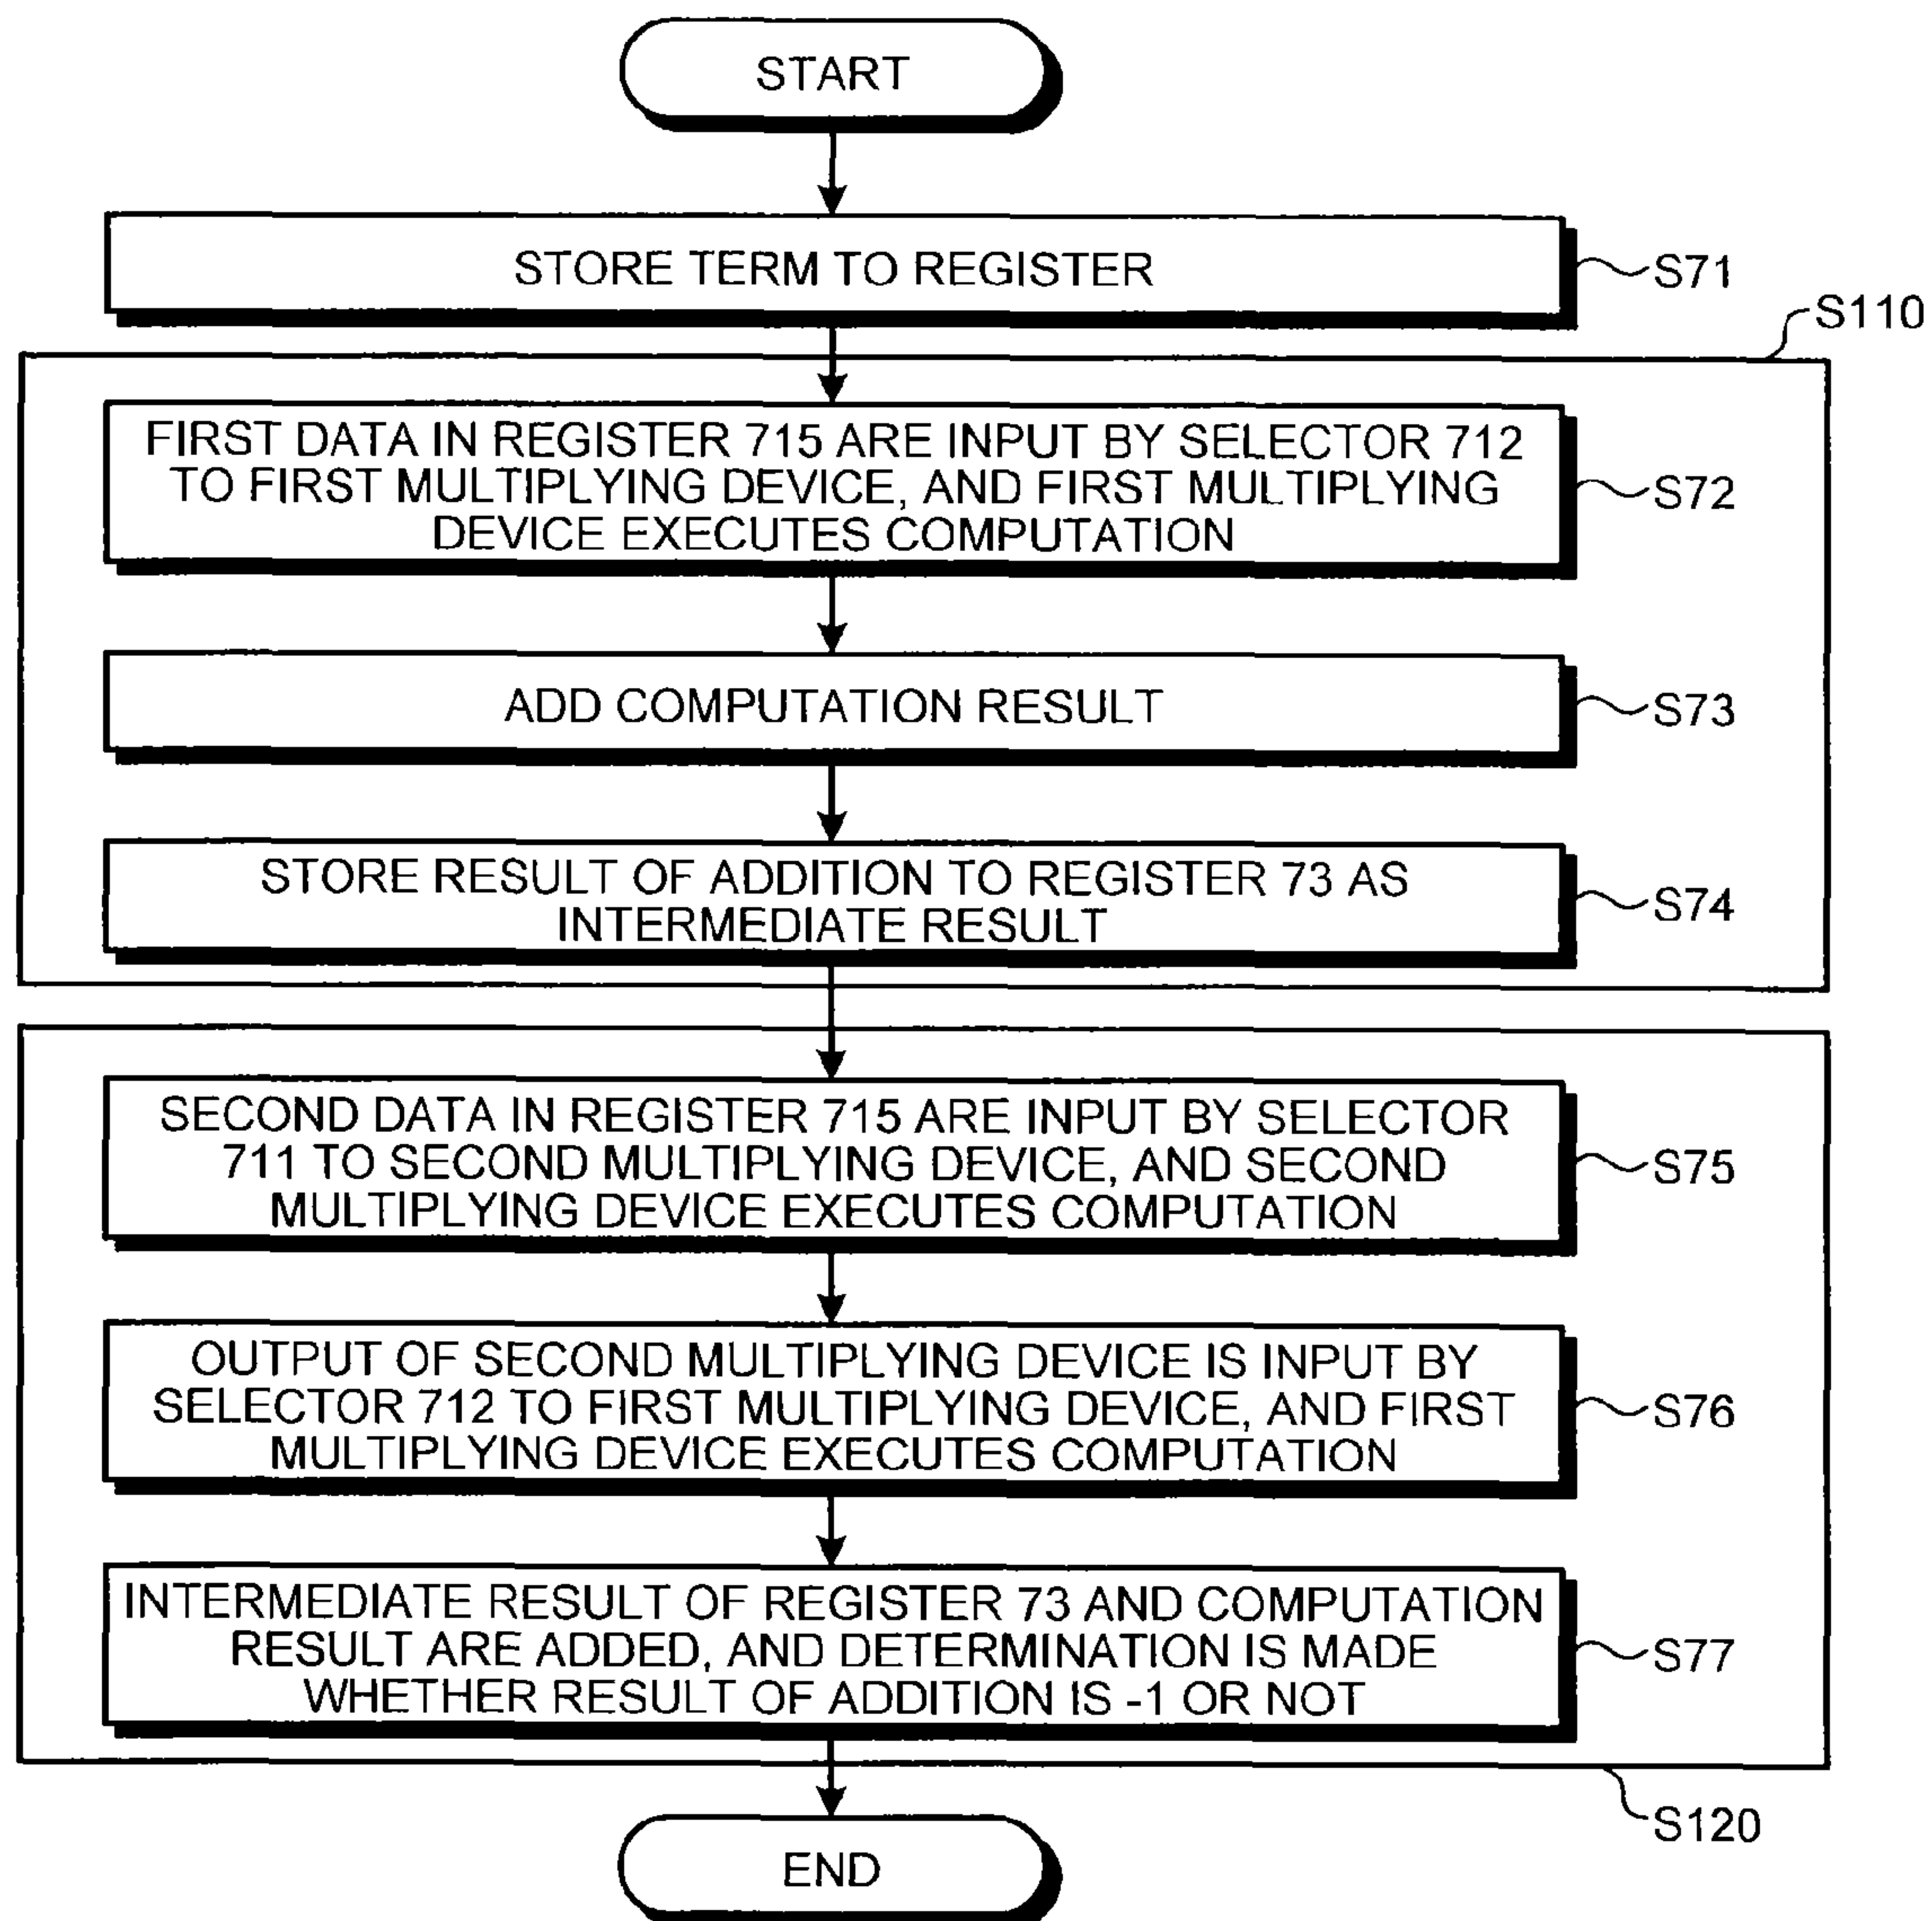 START
STORE TERM TO REGISTER
S71
S110
FIRST DATA IN REGISTER 715 ARE INPUT BY SELECTOR 712
TO FIRST MULTIPLYING DEVICE, AND FIRST MULTIPLYING
DEVICE EXECUTES COMPUTATION
S72
ADD COMPUTATION RESULT
S73
STORE RESULT OF ADDITION TO REGISTER 73 AS
INTERMEDIATE RESULT
S74
SECOND DATA IN REGISTER 715 ARE INPUT BY SELECTOR
711 TO SECOND MULTIPLYING DEVICE, AND SECOND
MULTIPLYING DEVICE EXECUTES COMPUTATION
S75
OUTPUT OF SECOND MULTIPLYING DEVICE IS INPUT BY
SELECTOR 712 TO FIRST MULTIPLYING DEVICE, AND FIRST
MULTIPLYING DEVICE EXECUTES COMPUTATION
S76
INTERMEDIATE RESULT OF REGISTER 73 AND COMPUTATION
RESULT ARE ADDED, AND DETERMINATION IS MADE
WHETHER RESULT OF ADDITION IS -1 OR NOT
S77
S120
END